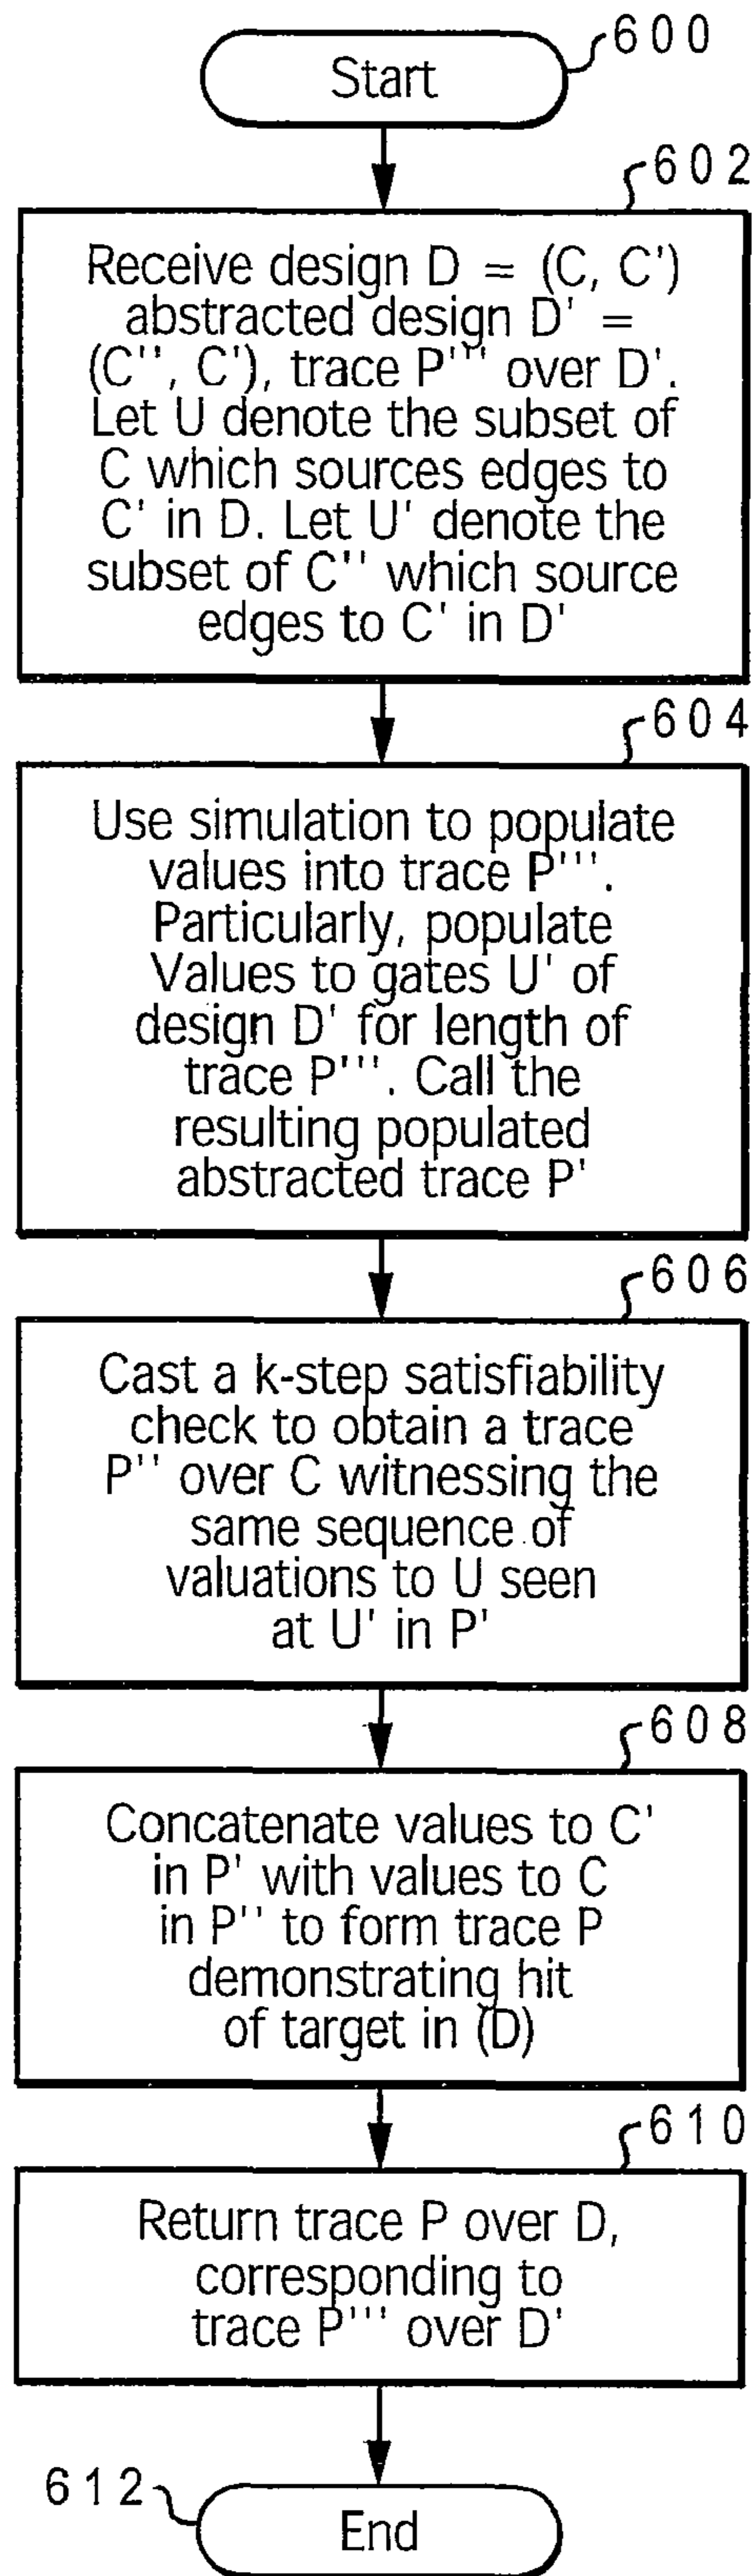 600
Start
602
Receive design D = (C, C')
abstracted design D' =
(C'', C'), trace P''' over D'.
Let U denote the subset of
C which sources edges to
C' in D. Let U' denote the
subset of C'' which source
edges to C' in D'
604
Use simulation to populate
values into trace P'''.
Particularly, populate
Values to gates U' of
design D' for length of
trace P'''. Call the
resulting populated
abstracted trace P'
606
Cast a k-step satisfiability
check to obtain a trace
P'' over C witnessing the
same sequence of
valuations to U seen
at U' in P'
608
Concatenate values to C'
in P' with values to C
in P'' to form trace P
demonstrating hit
of target in (D)
610
Return trace P over D,
corresponding to
trace P''' over D'
612
End